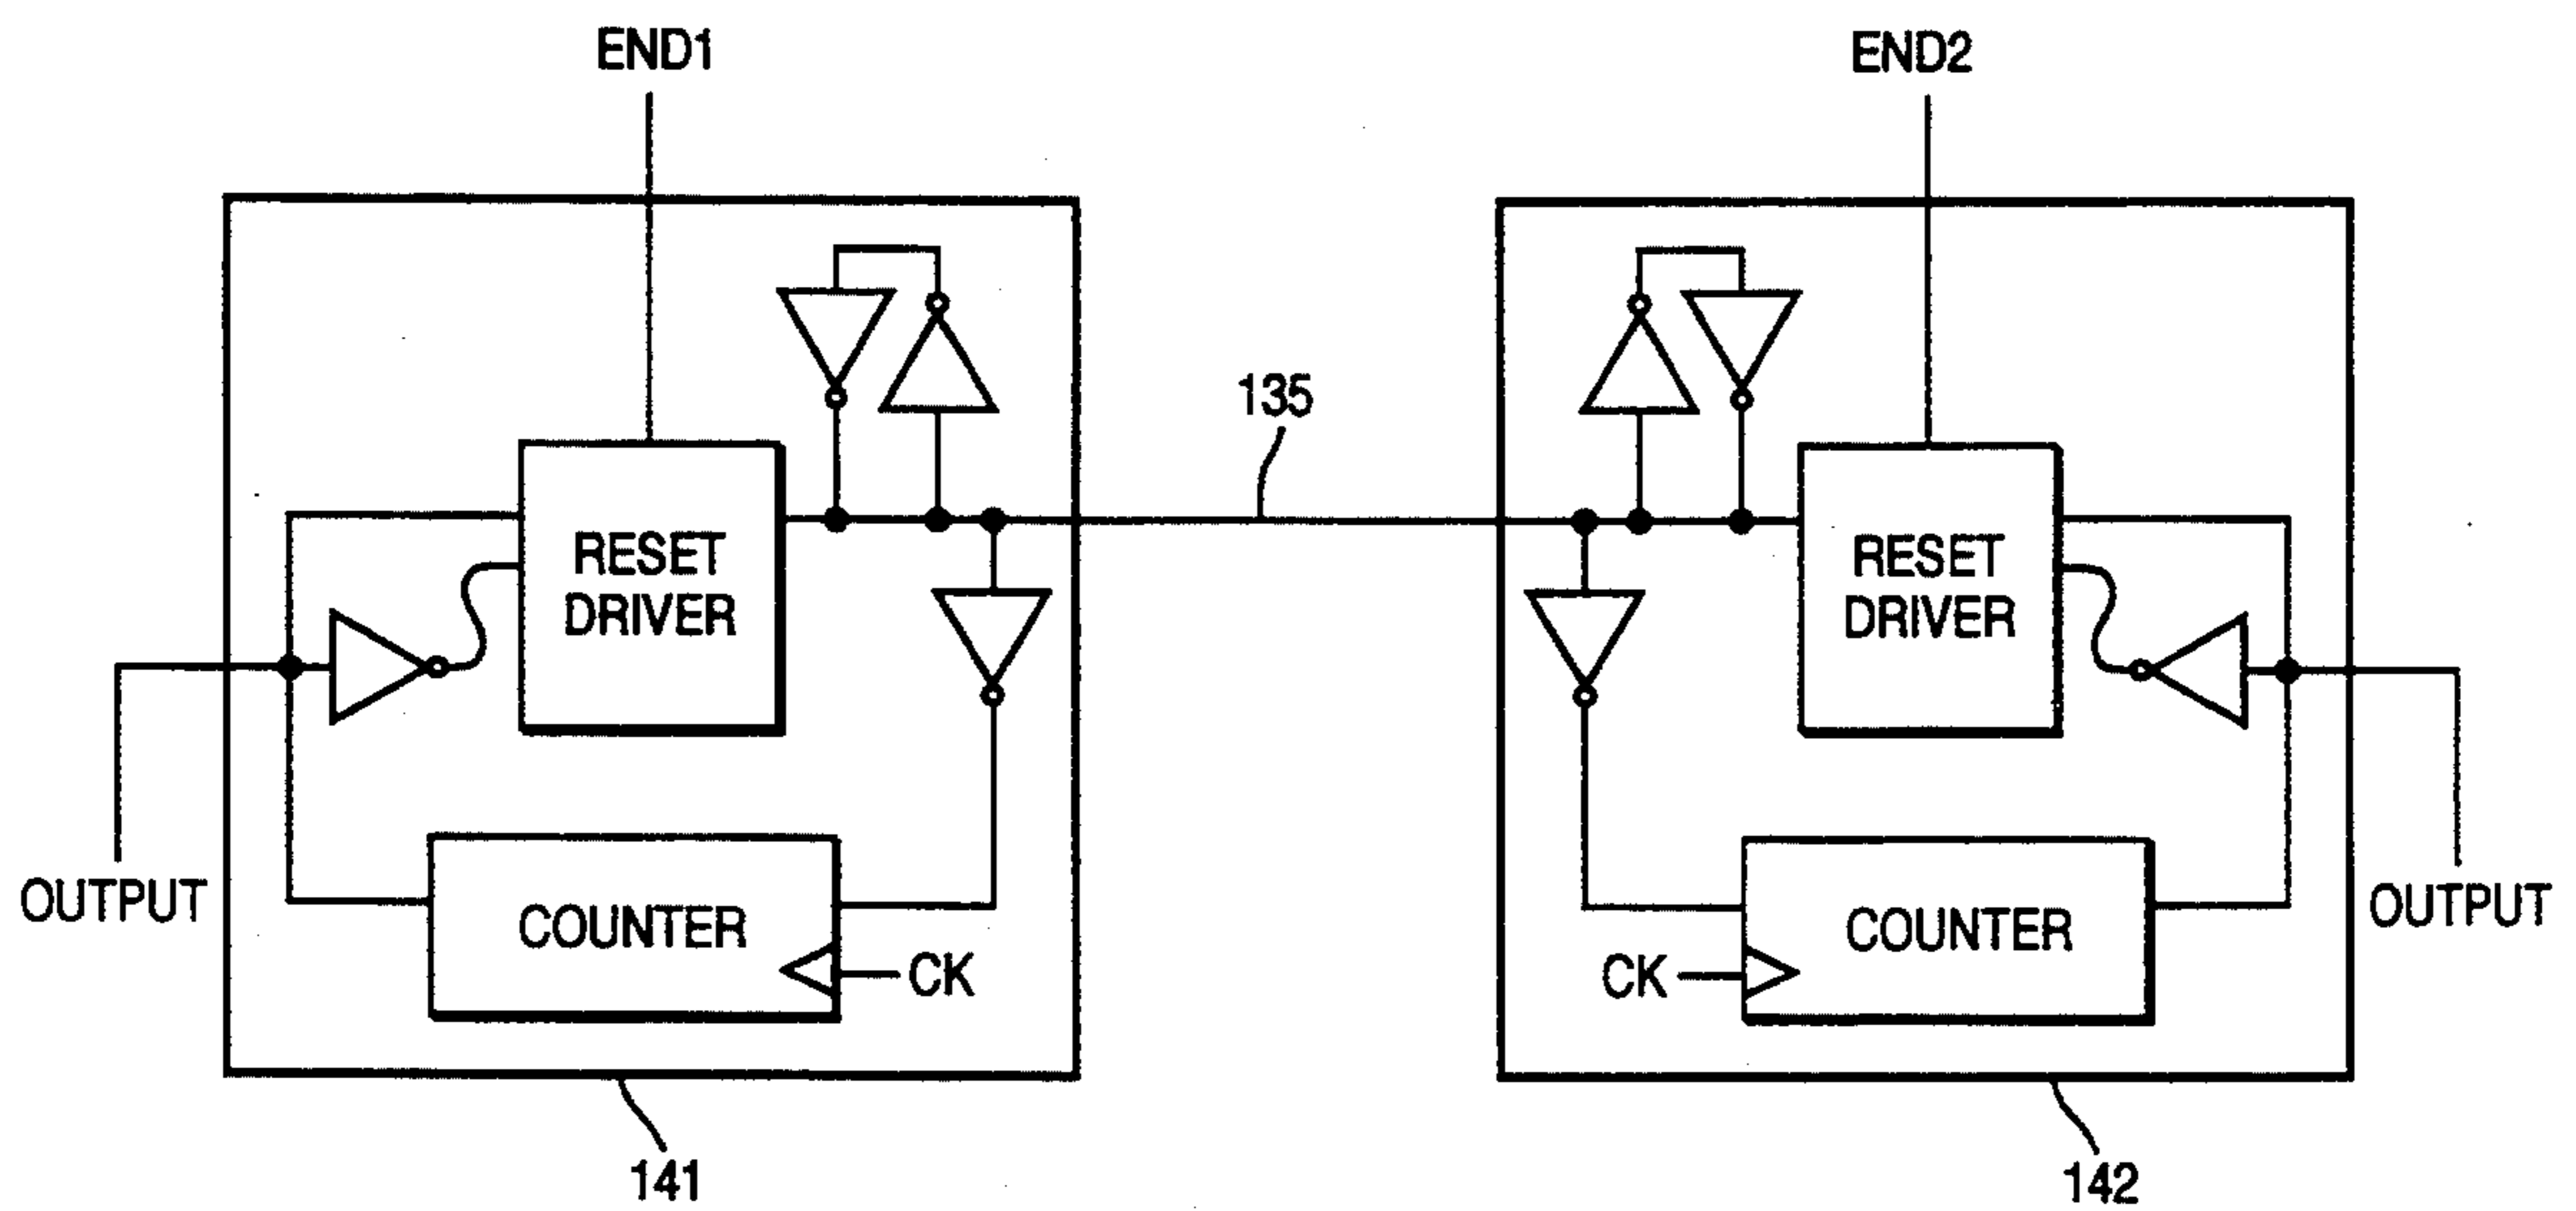 END1
END2
135
RESET
DRIVER
RESET
DRIVER
OUTPUT
COUNTER
CK
CK
COUNTER
OUTPUT
141
142